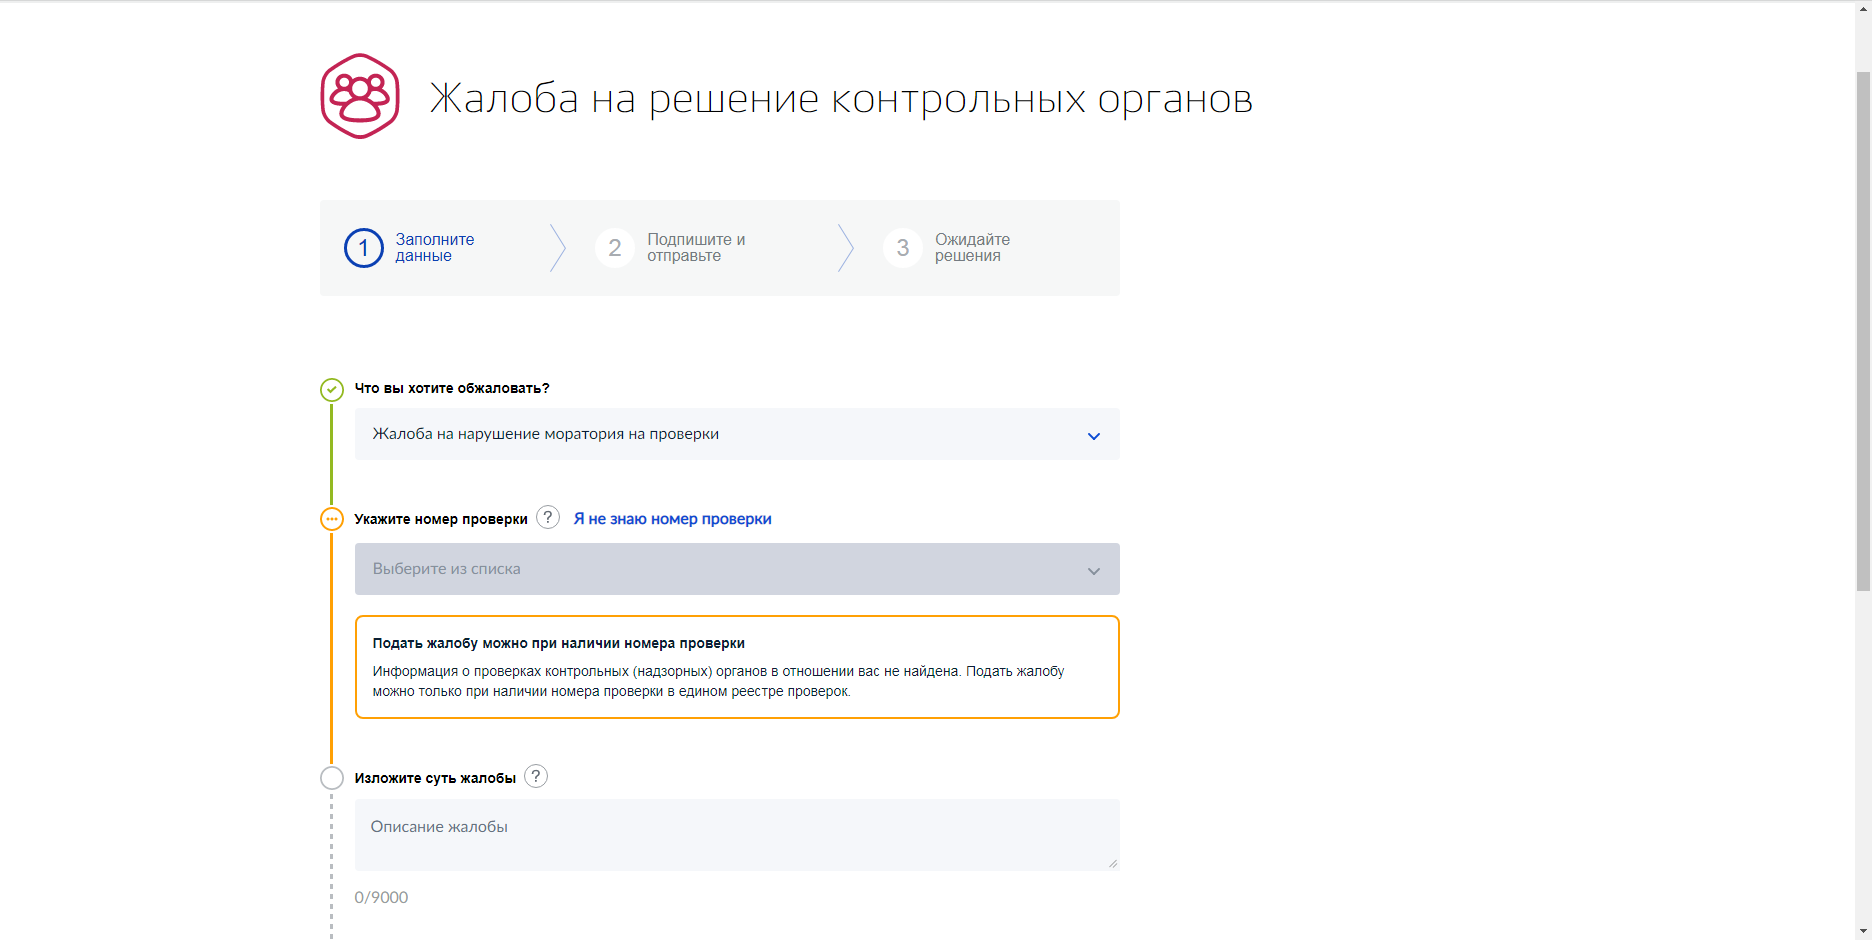 Жалоба на решение контрольных органов
1
Заполните
данные
2
Подпишите и
отправьте
3
Ожидайте
решения
Что вы хотите обжаловать?
Жалоба на нарушение моратория на проверки
Укажите номер проверки ? Я не знаю номер проверки
Выберите из списка
Подать жалобу можно при наличии номера проверки
Информация о проверках контрольных (надзорных) органов в отношении вас не найдена. Подать жалобу
можно только при наличии номера проверки в едином реестре проверок.
Изложите суть жалобы ?
Описание жалобы
0/9000